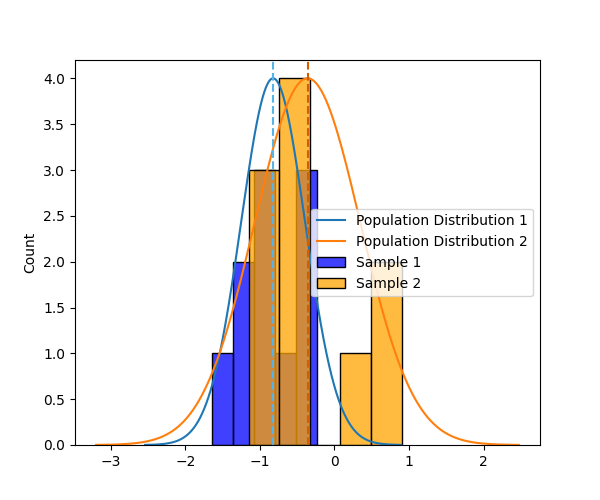 4.0
3.5
3.0
2.5
2.0
1.5
1.0
0.5
0.0
Count
Population Distribution 1
Population Distribution 2
Sample 1
Sample 2
−3 −2 −1 0 1 2